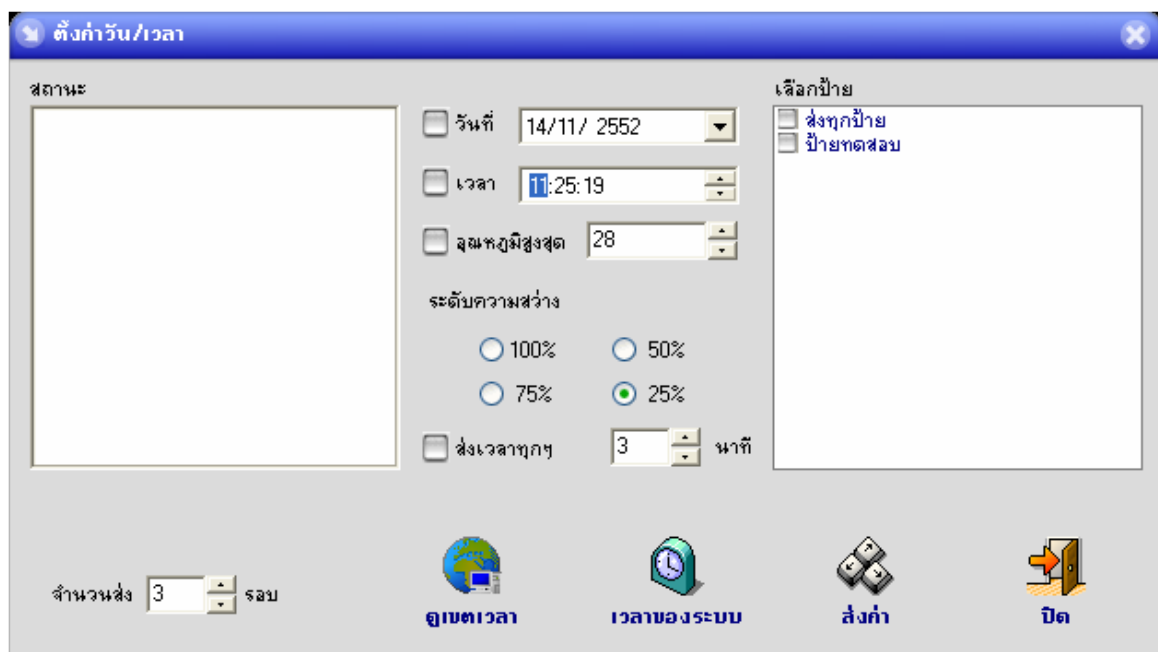 ตั้งค่าวัน/เวลา
สถานะ
วันที่ 14/11/ 2552
เวลา 11:25:19
อุณหภูมิสูงสุด 28
ระดับความสว่าง
100% 50%
75% 25%
ส่งเวลาทุกๆ 3 นาที
เลือกป้าย
ส่งทุกป้าย
ป้ายทดสอบ
จำนวนส่ง 3 รอบ
ดูเขตเวลา เวลาของระบบ ส่งค่า ปิด